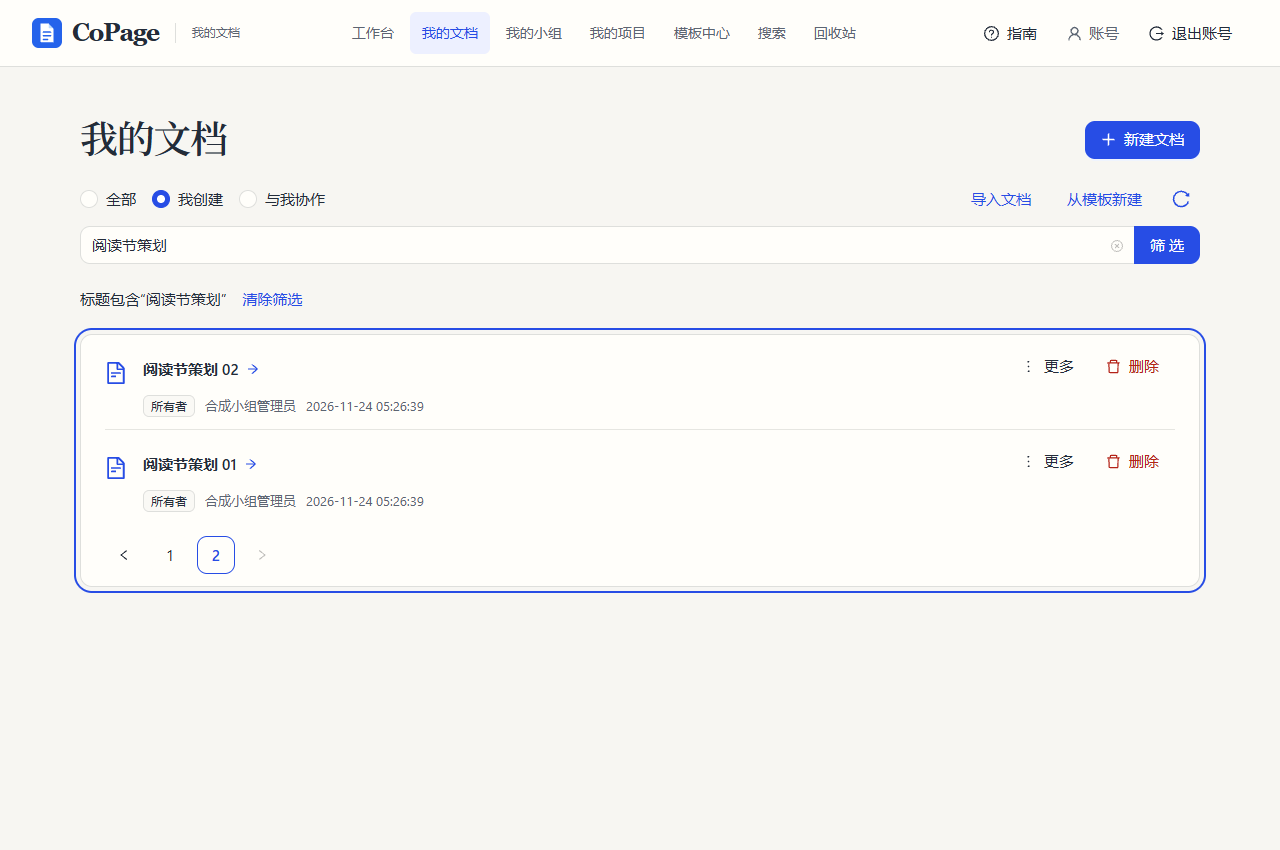 CoPage 我的文档 工作台 我的文档 我的小组 我的项目 模板中心 搜索 回收站 指南 账号 退出账号
我的文档
新建文档
全部 我创建 与我协作 导入文档 从模板新建
阅读节策划 筛选
标题包含“阅读节策划” 清除筛选
阅读节策划 02 更多 删除
所有者 合成小组管理员 2026-11-24 05:26:39
阅读节策划 01 更多 删除
所有者 合成小组管理员 2026-11-24 05:26:39
1 2